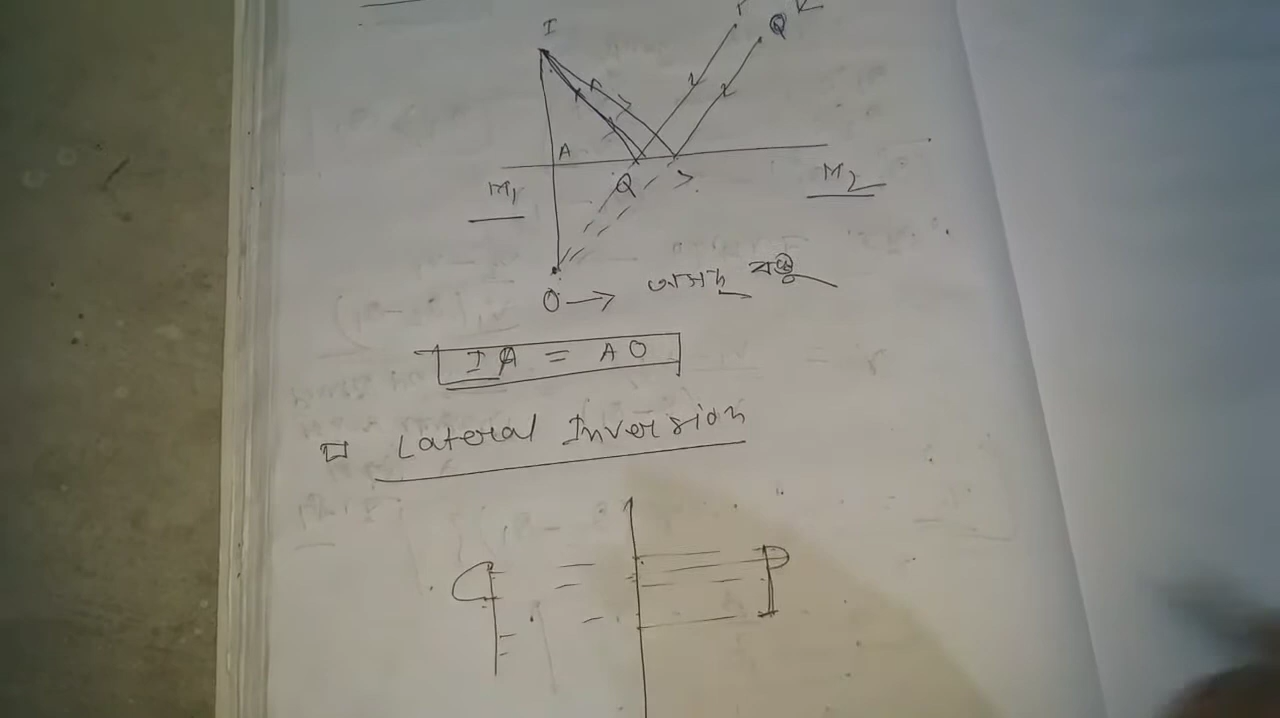 I
P
Q
A
M₁
Q
M₂
O → অসদ বস্তু
IA = AO
Lateral Inversion
P